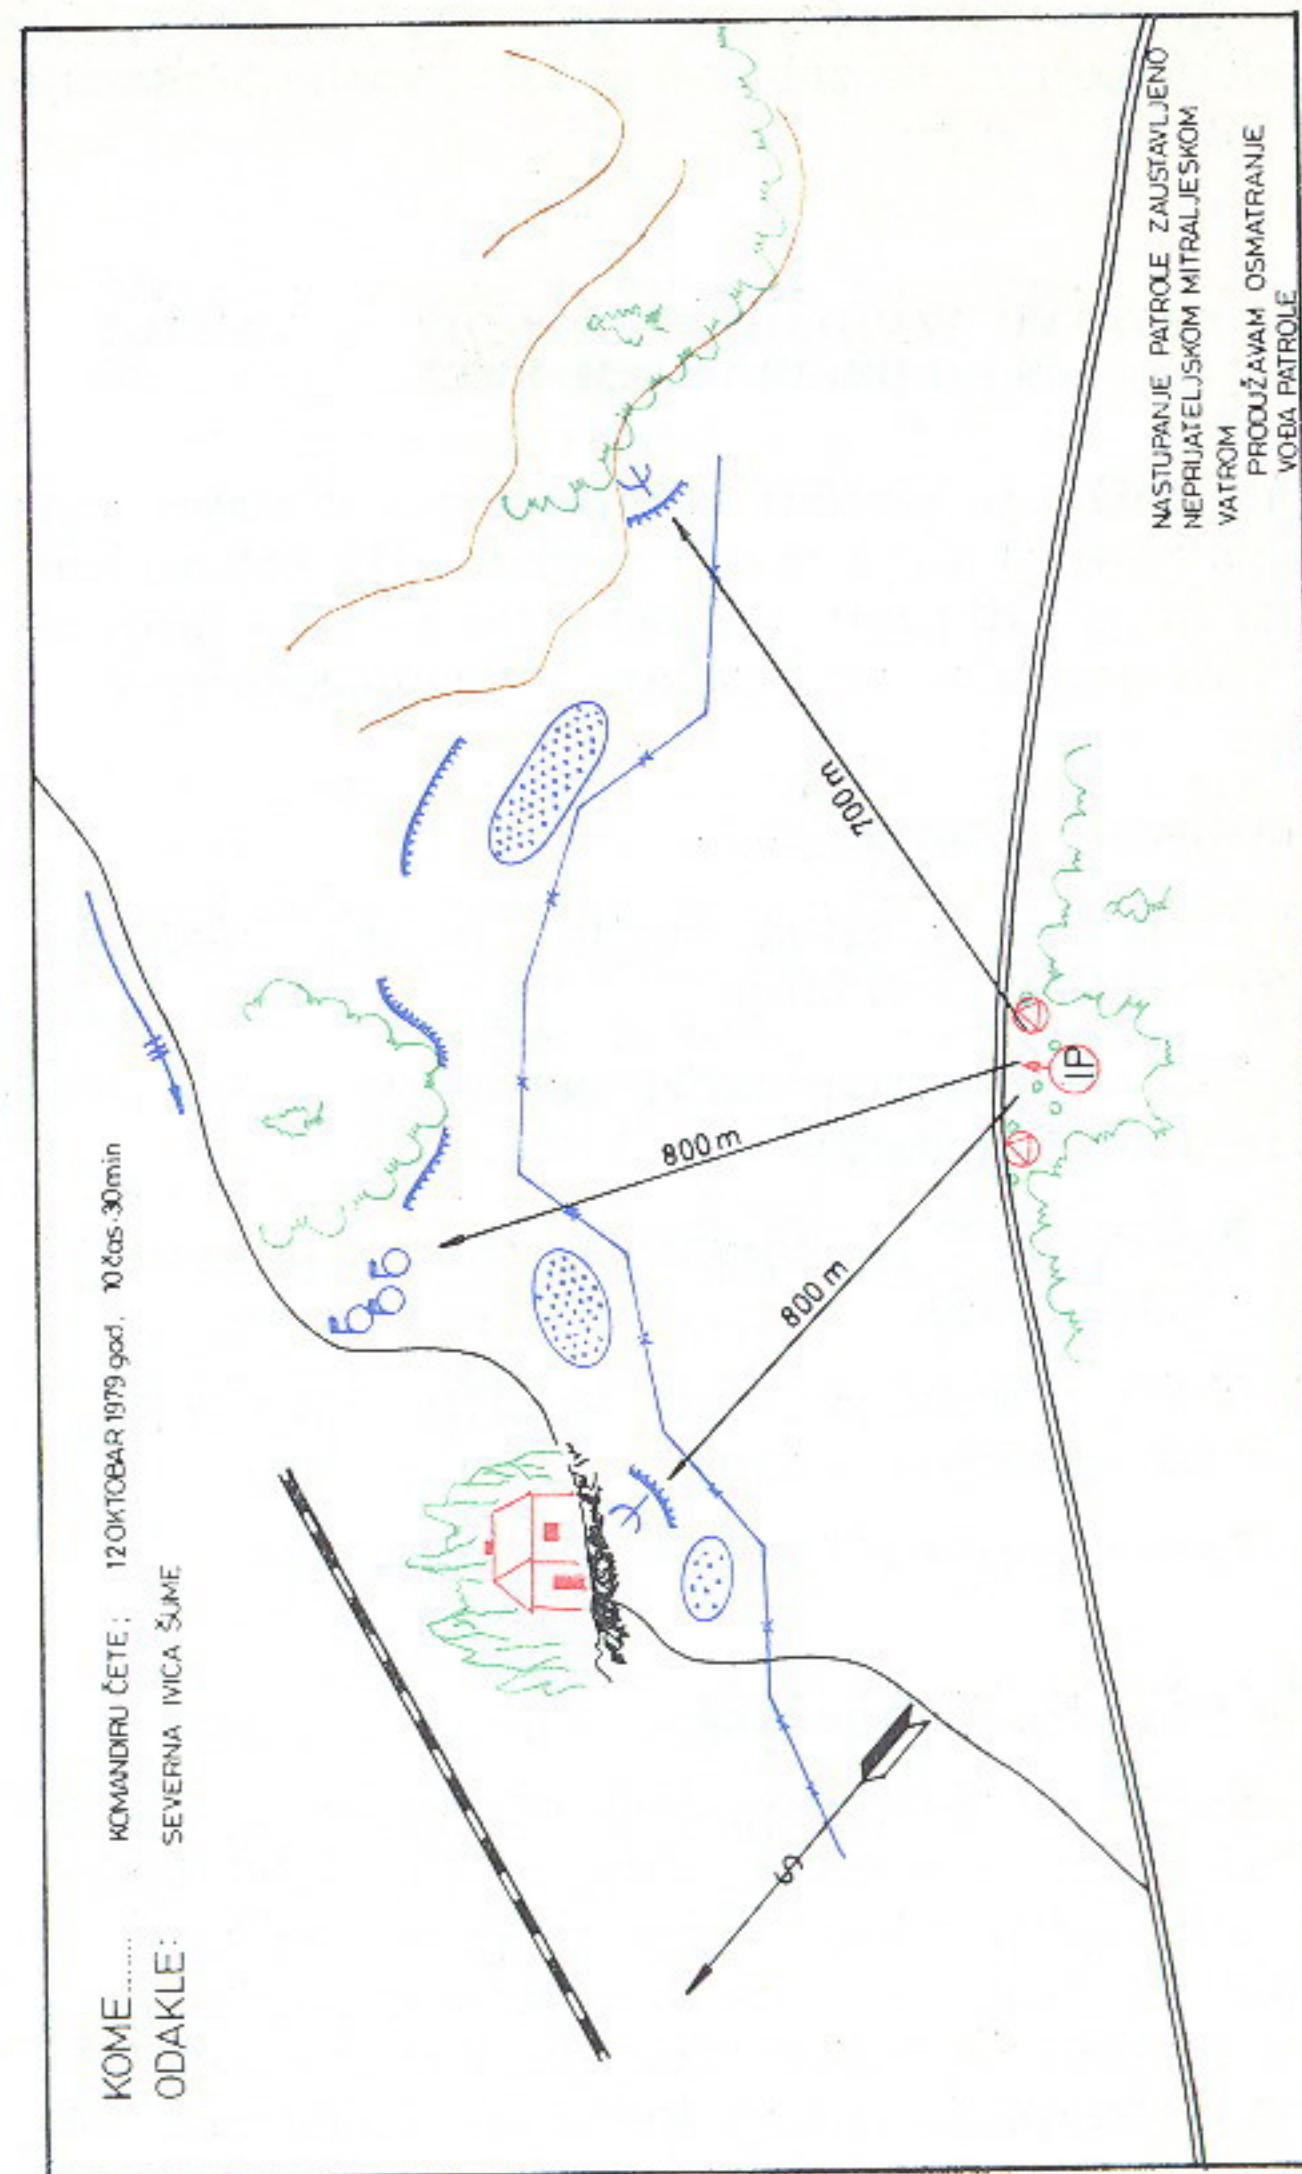 KOME......... KOMANDIRU ČETE; 12 OKTOBAR 1979 god, 10 čas. 30 min
ODAKLE: SEVERNA IVICA ŠUME
800 m
800 m
700 m
S
IP
NASTUPANJE PATROLE ZAUSTAVLJENO
NEPRIJATELJSKOM MITRALJESKOM
VATROM
PRODUŽAVAM OSMATRANJE
VOĐA PATROLE